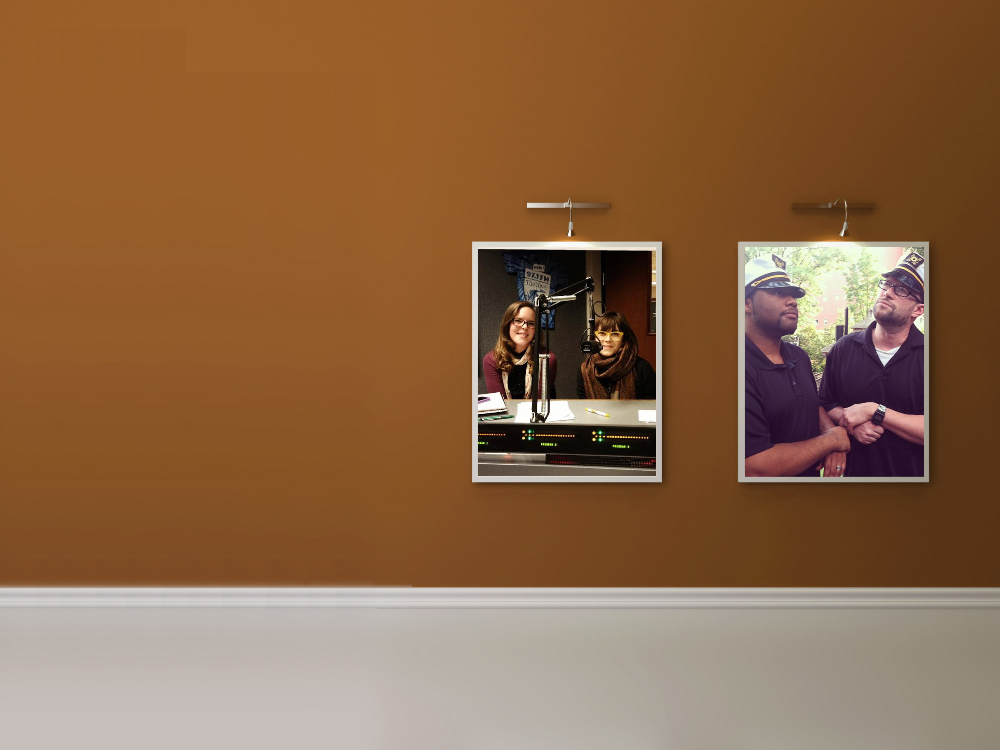 NEW!
97.1 FM
The River
PROGRAM 2
PROGRAM 3